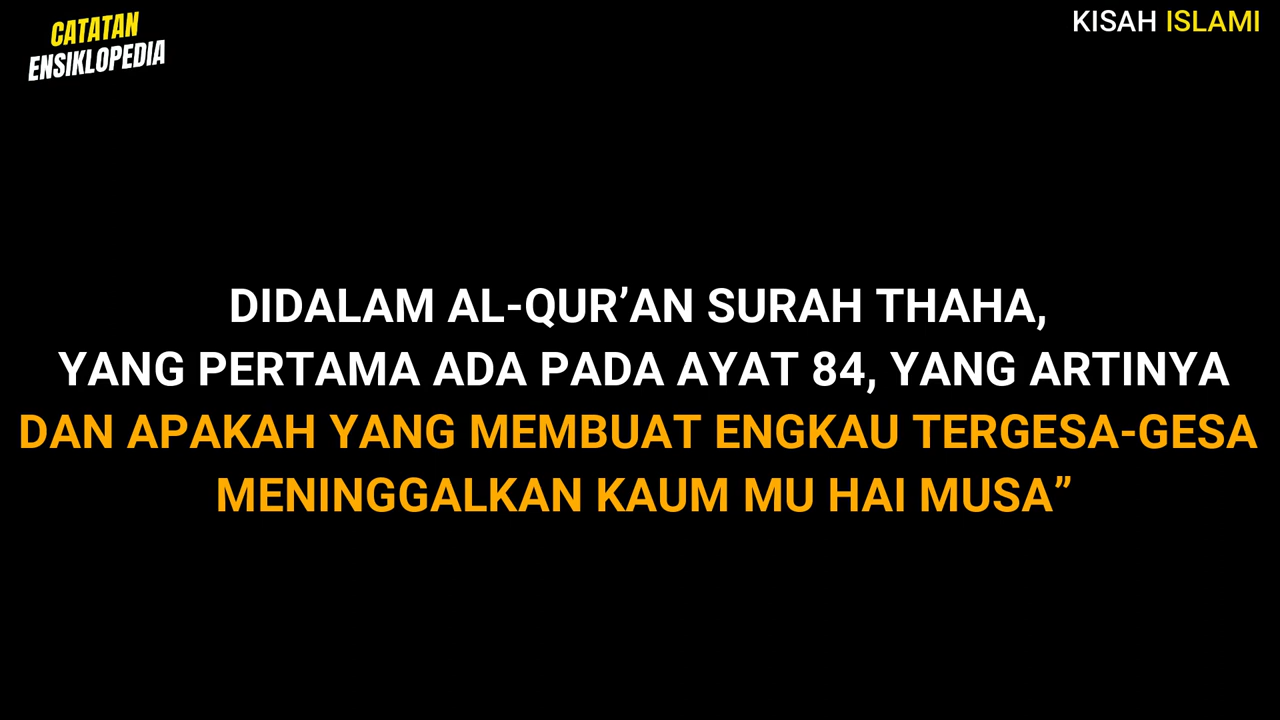 CATATAN
ENSIKLOPEDIA
KISAH ISLAMI
DIDALAM AL-QUR’AN SURAH THAHA,
YANG PERTAMA ADA PADA AYAT 84, YANG ARTINYA
DAN APAKAH YANG MEMBUAT ENGKAU TERGESA-GESA
MENINGGALKAN KAUM MU HAI MUSA”